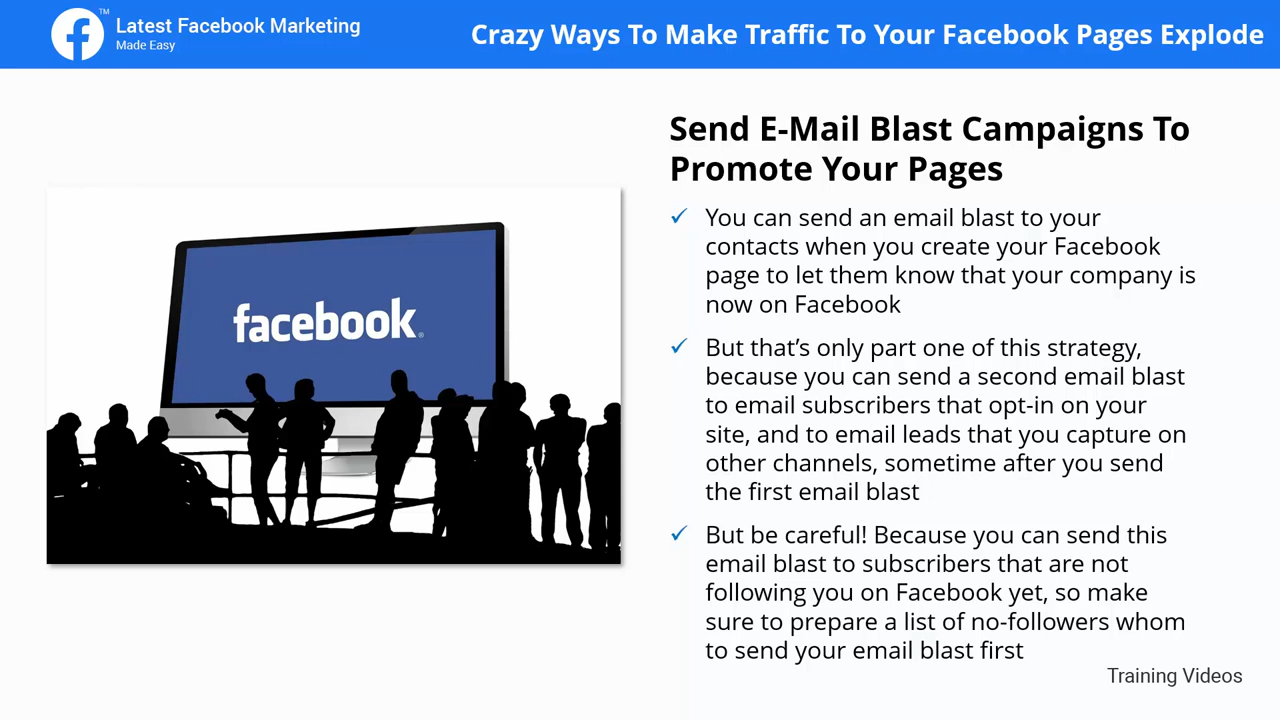 Latest Facebook Marketing
TM
Made Easy
Crazy Ways To Make Traffic To Your Facebook Pages Explode
Send E-Mail Blast Campaigns To
Promote Your Pages
You can send an email blast to your
contacts when you create your Facebook
page to let them know that your company is
now on Facebook
But that’s only part one of this strategy,
because you can send a second email blast
to email subscribers that opt-in on your
site, and to email leads that you capture on
other channels, sometime after you send
the first email blast
But be careful! Because you can send this
email blast to subscribers that are not
following you on Facebook yet, so make
sure to prepare a list of no-followers whom
to send your email blast first
facebook®
Training Videos